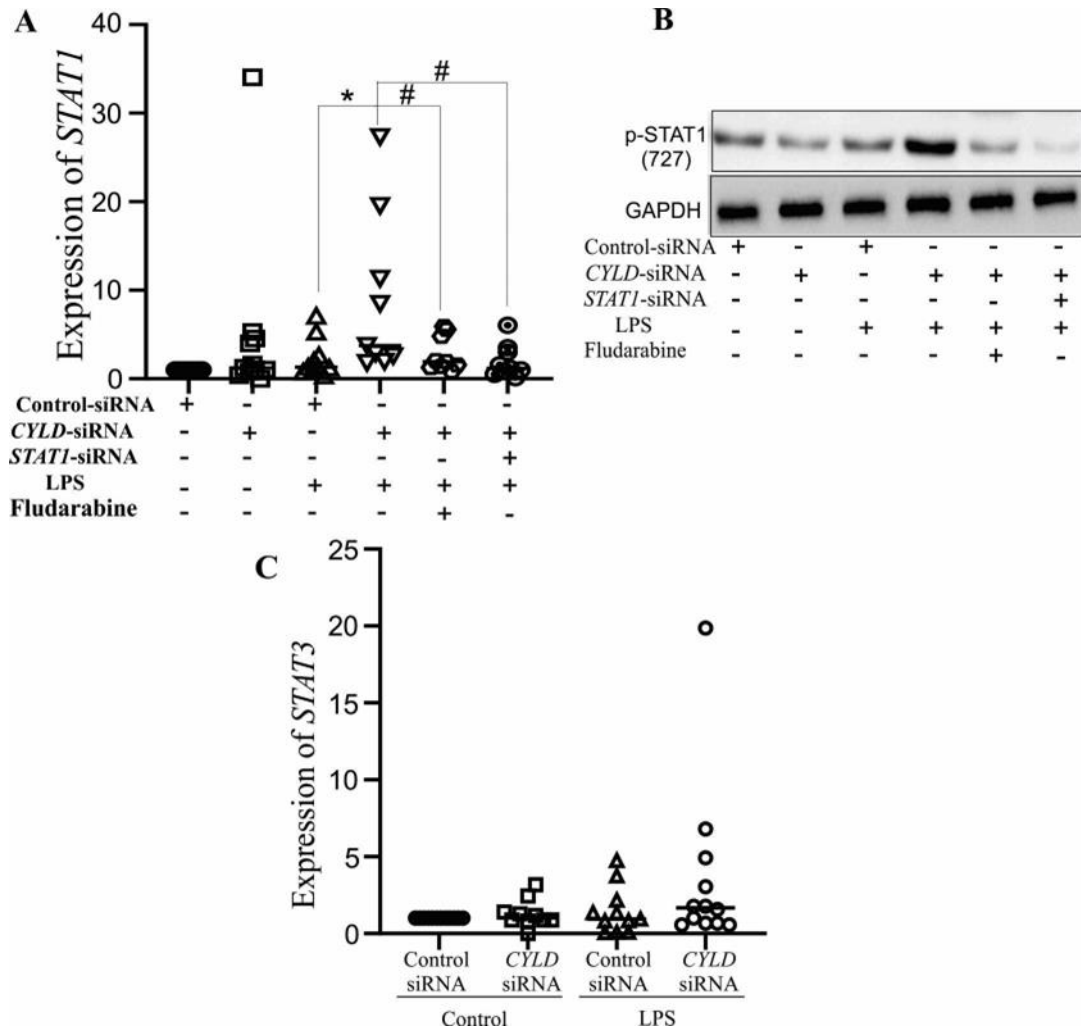 A
Expression of STAT1
40
30
20
10
0
*
#
#
Control-siRNA + - + - - -
CYLD-siRNA - + - + + +
STAT1-siRNA - - - - - +
LPS - - + + + +
Fludarabine - - - - + -
B
p-STAT1
(727)
GAPDH
Control-siRNA + - + - - -
CYLD-siRNA - + - + + +
STAT1-siRNA - - - - - +
LPS - - + + + +
Fludarabine - - - - + -
C
Expression of STAT3
25
20
15
10
5
0
Control CYLD Control CYLD
siRNA siRNA siRNA siRNA
Control LPS